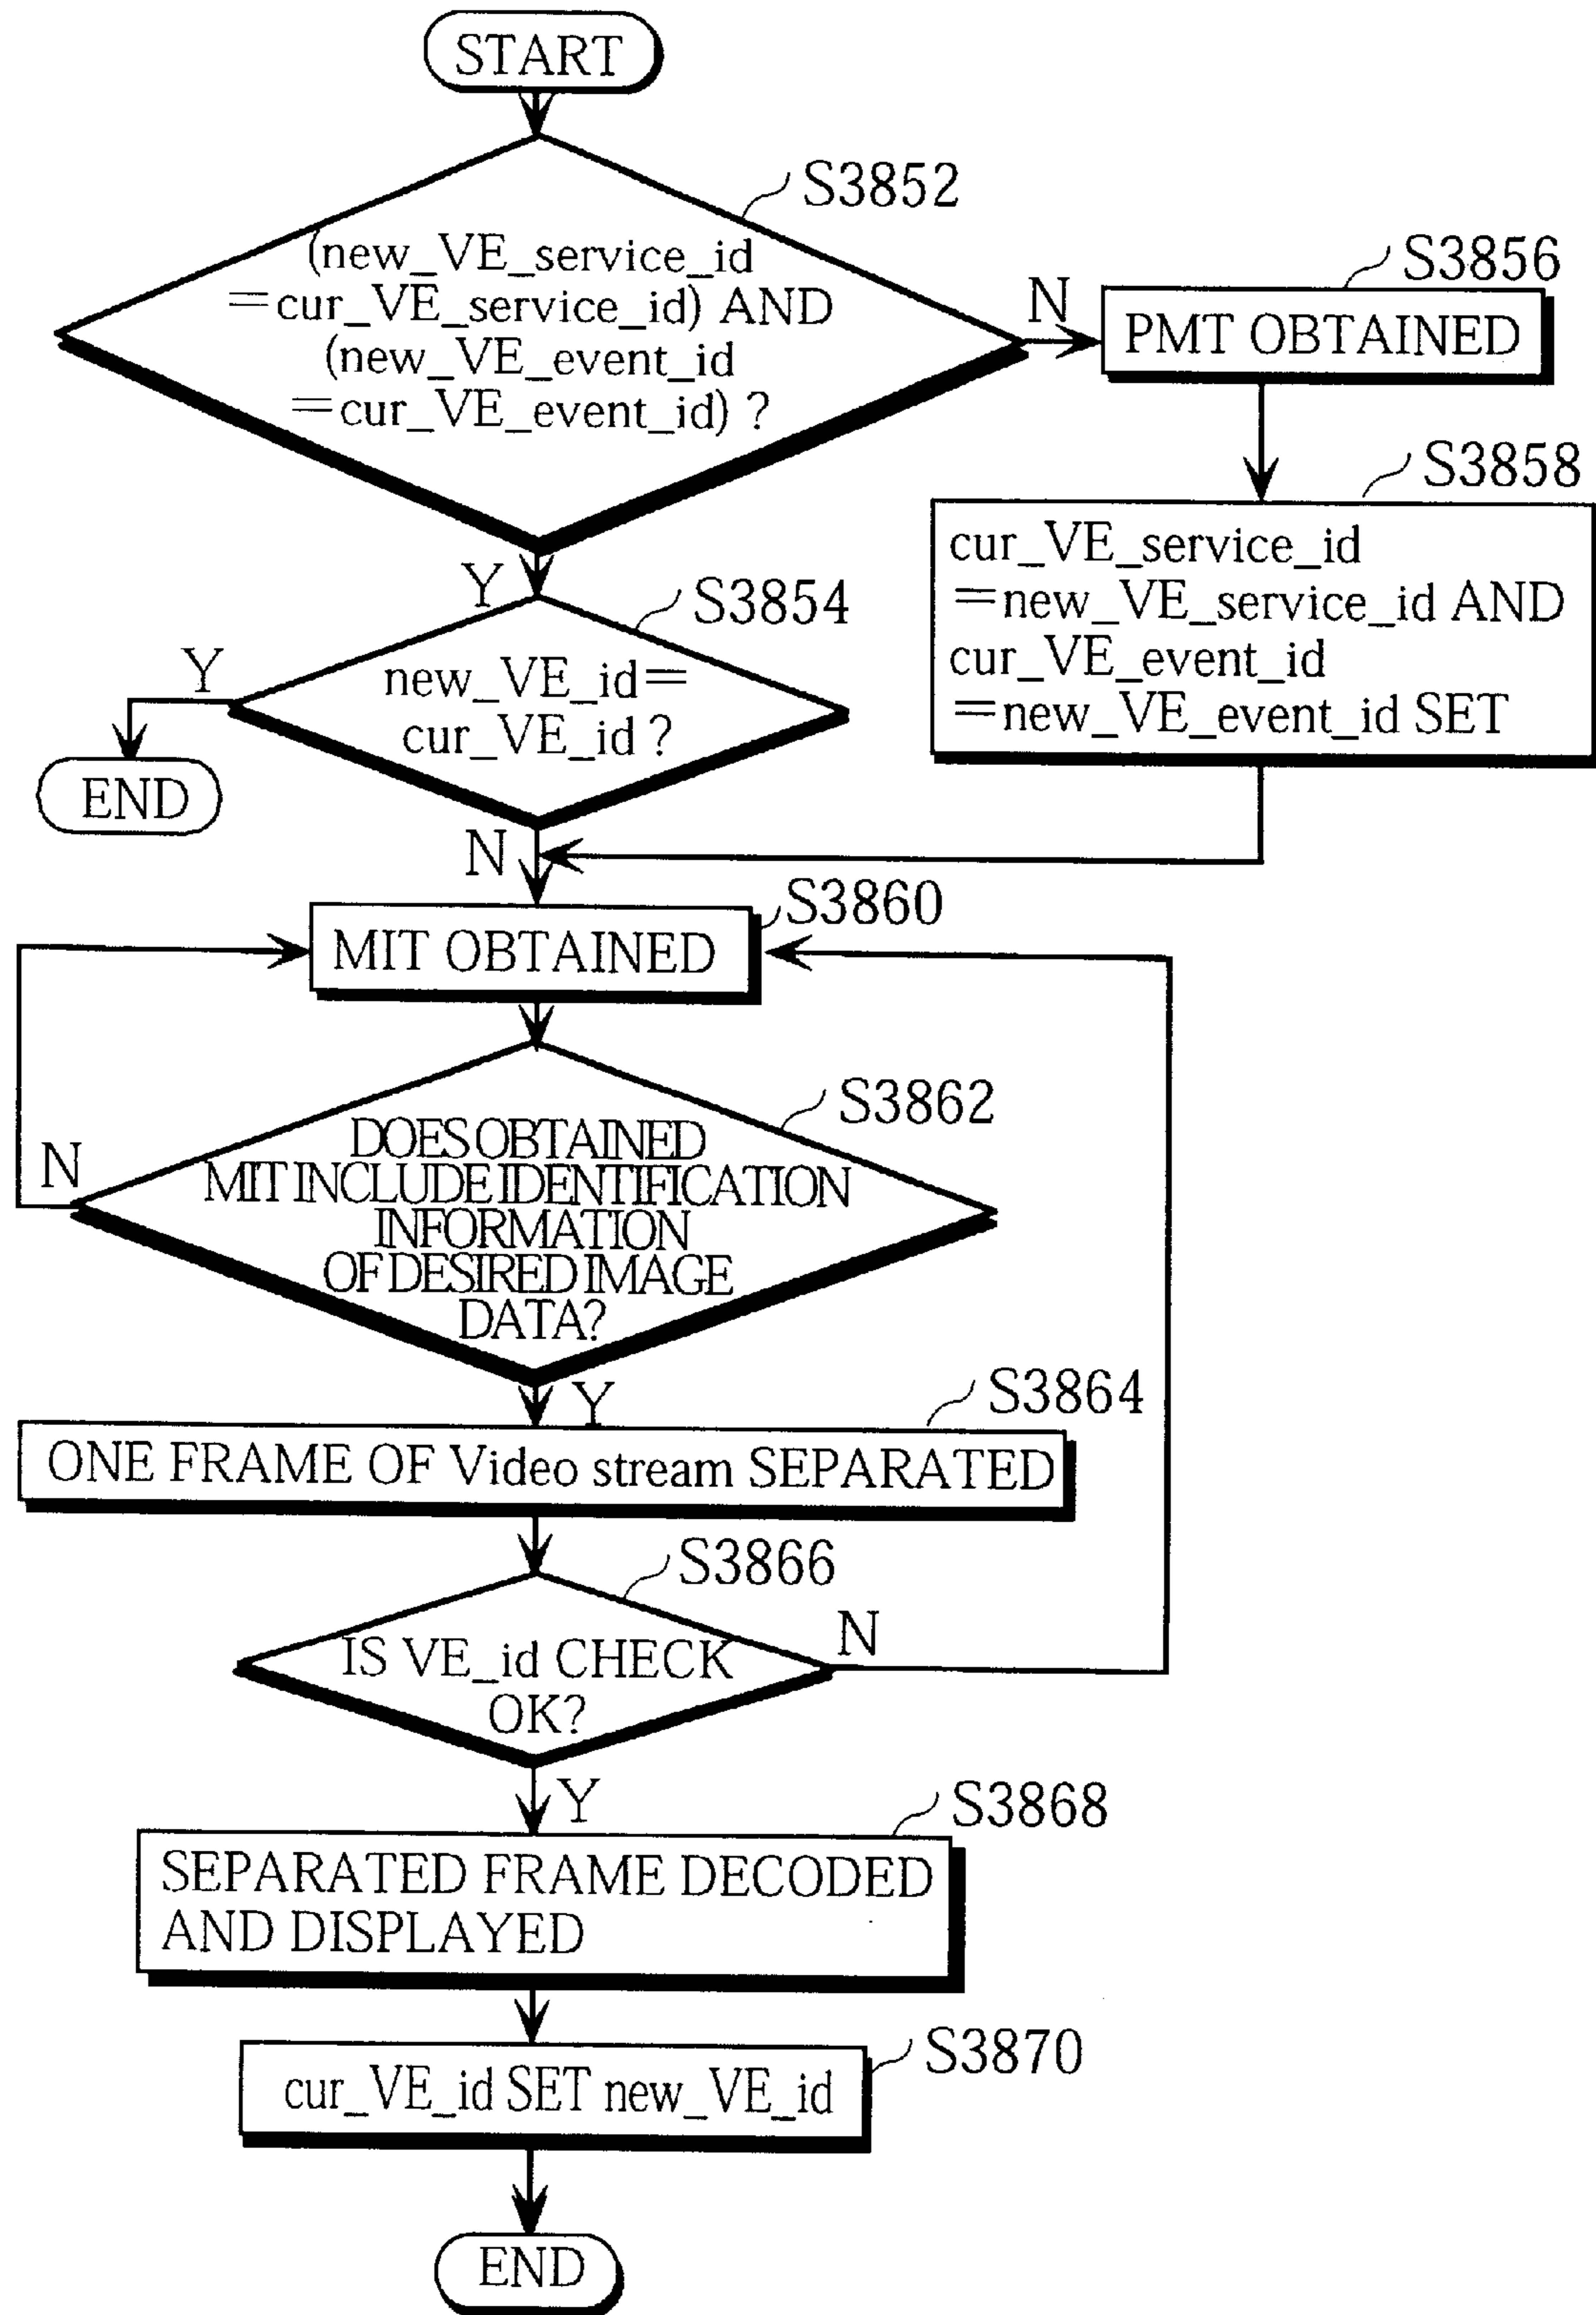 START
S3852
(new_VE_service_id
=cur_VE_service_id) AND
(new_VE_event_id
=cur_VE_event_id) ?
N
S3856
PMT OBTAINED
S3858
cur_VE_service_id
=new_VE_service_id AND
cur_VE_event_id
=new_VE_event_id SET
Y
S3854
new_VE_id=
cur_VE_id ?
Y
END
N
S3860
MIT OBTAINED
S3862
DOES OBTAINED
MIT INCLUDE IDENTIFICATION
INFORMATION
OF DESIRED IMAGE
DATA?
N
Y
S3864
ONE FRAME OF Video stream SEPARATED
S3866
IS VE_id CHECK
OK?
N
Y
S3868
SEPARATED FRAME DECODED
AND DISPLAYED
S3870
cur_VE_id SET new_VE_id
END